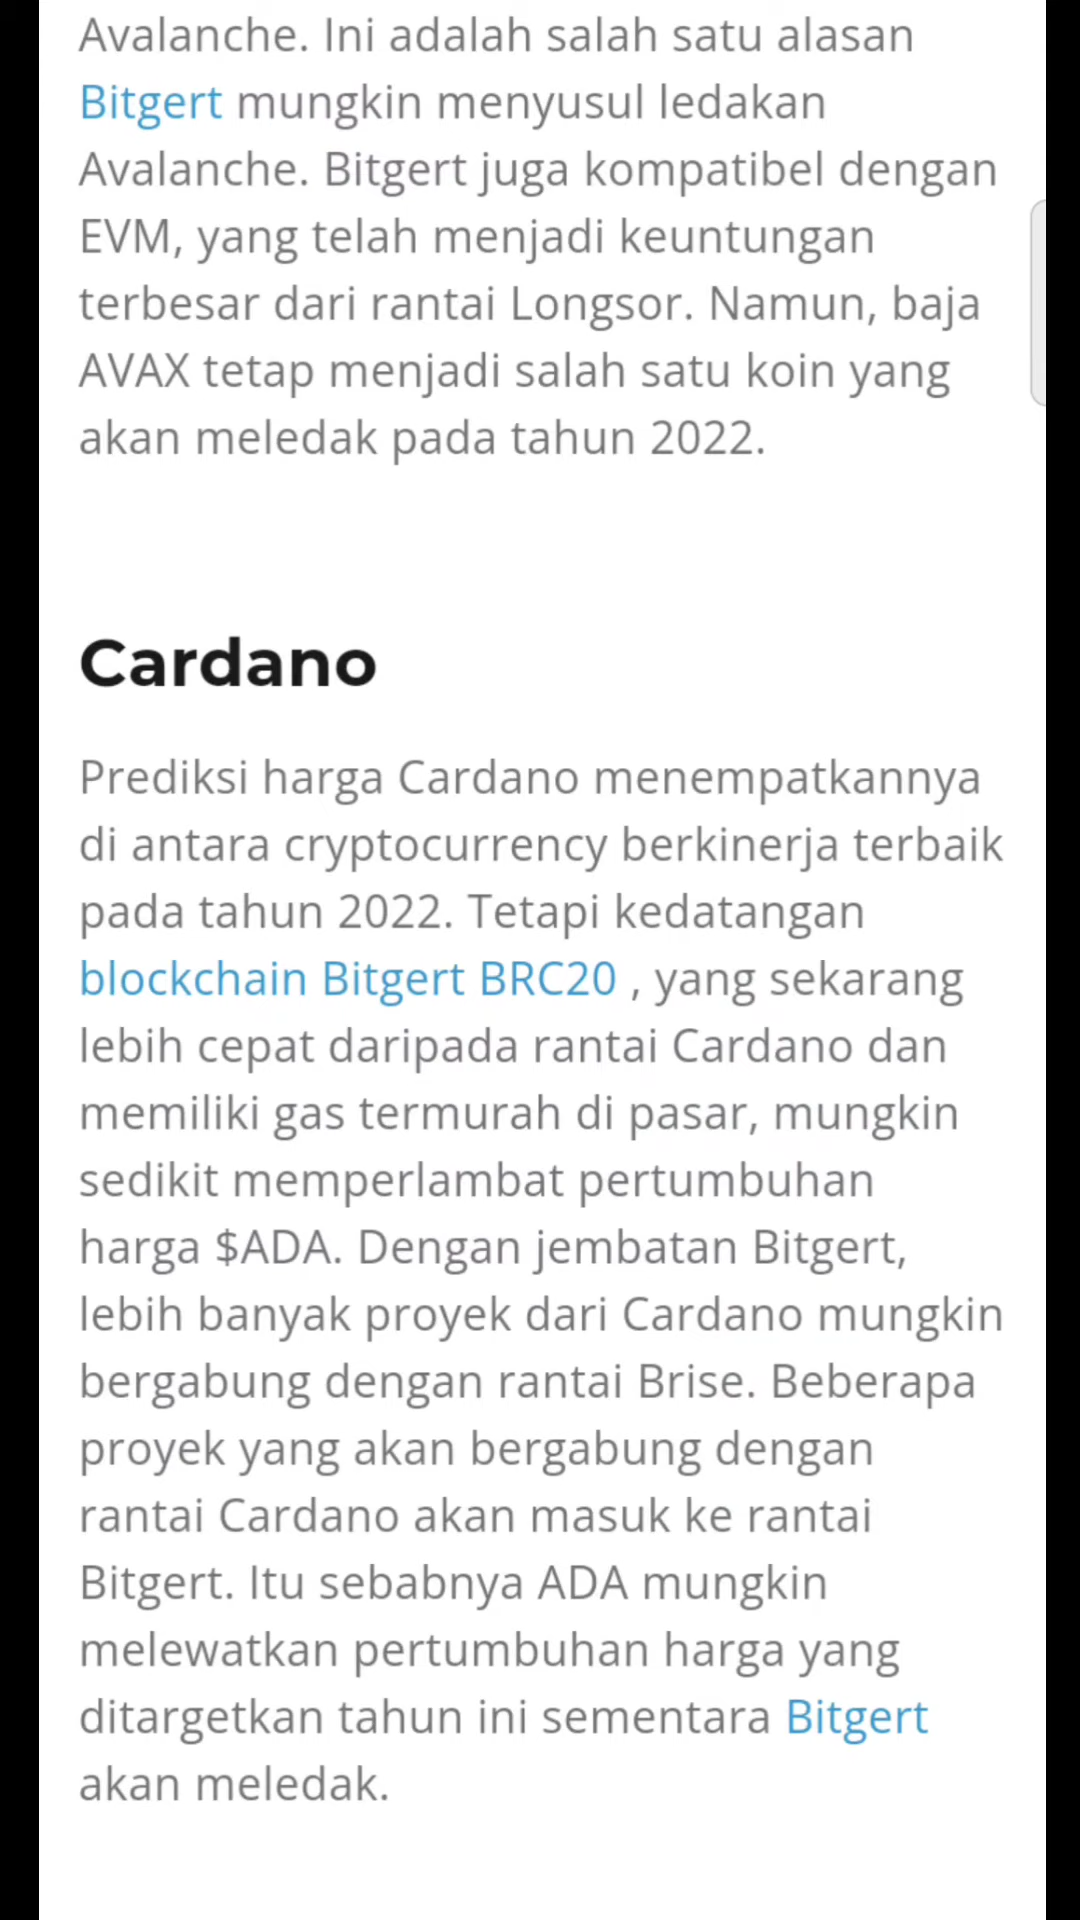 Avalanche. Ini adalah salah satu alasan
Bitgert mungkin menyusul ledakan
Avalanche. Bitgert juga kompatibel dengan
EVM, yang telah menjadi keuntungan
terbesar dari rantai Longsor. Namun, baja
AVAX tetap menjadi salah satu koin yang
akan meledak pada tahun 2022.
Cardano
Prediksi harga Cardano menempatkannya
di antara cryptocurrency berkinerja terbaik
pada tahun 2022. Tetapi kedatangan
blockchain Bitgert BRC20 , yang sekarang
lebih cepat daripada rantai Cardano dan
memiliki gas termurah di pasar, mungkin
sedikit memperlambat pertumbuhan
harga $ADA. Dengan jembatan Bitgert,
lebih banyak proyek dari Cardano mungkin
bergabung dengan rantai Brise. Beberapa
proyek yang akan bergabung dengan
rantai Cardano akan masuk ke rantai
Bitgert. Itu sebabnya ADA mungkin
melewatkan pertumbuhan harga yang
ditargetkan tahun ini sementara Bitgert
akan meledak.